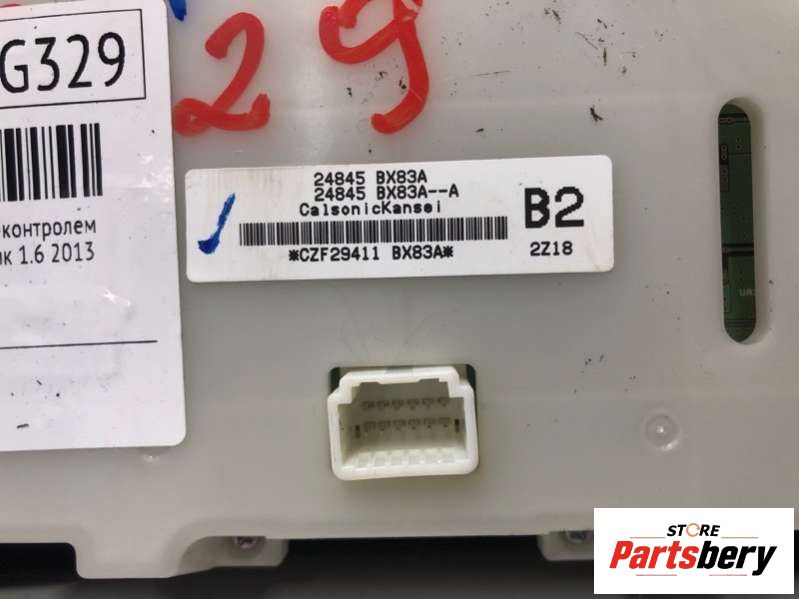 G329
29
-контролем
1.6 2013
24845 BX83A
24845 BX83A--A
CalsonicKansei
*CZF29411 BX83A*
B2
2Z18
STORE
Partsbery